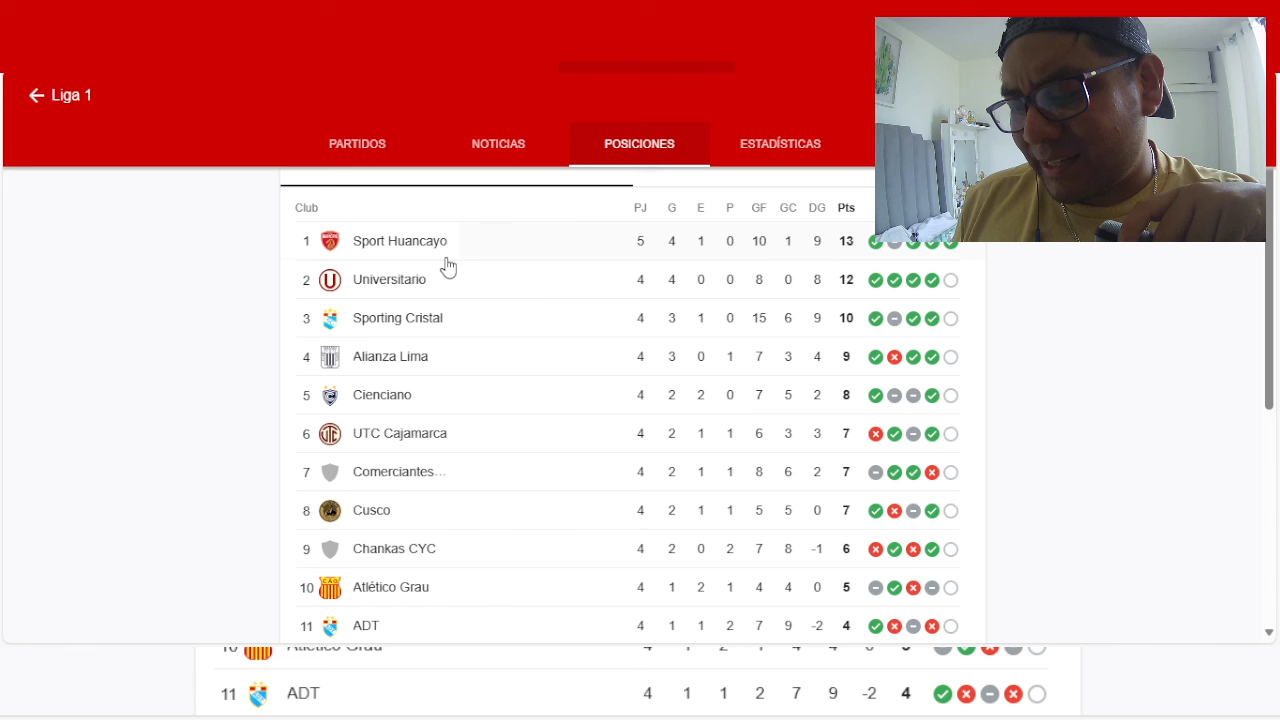 Liga 1
PARTIDOS NOTICIAS POSICIONES ESTADÍSTICAS
Club PJ G E P GF GC DG Pts
1 Sport Huancayo 5 4 1 0 10 1 9 13
2 Universitario 4 4 0 0 8 0 8 12
3 Sporting Cristal 4 3 1 0 15 6 9 10
4 Alianza Lima 4 3 0 1 7 3 4 9
5 Cienciano 4 2 2 0 7 5 2 8
6 UTC Cajamarca 4 2 1 1 6 3 3 7
7 Comerciantes... 4 2 1 1 8 6 2 7
8 Cusco 4 2 1 1 5 5 0 7
9 Chankas CYC 4 2 0 2 7 8 -1 6
10 Atlético Grau 4 1 2 1 4 4 0 5
11 ADT 4 1 1 2 7 9 -2 4
11 ADT 4 1 1 2 7 9 -2 4